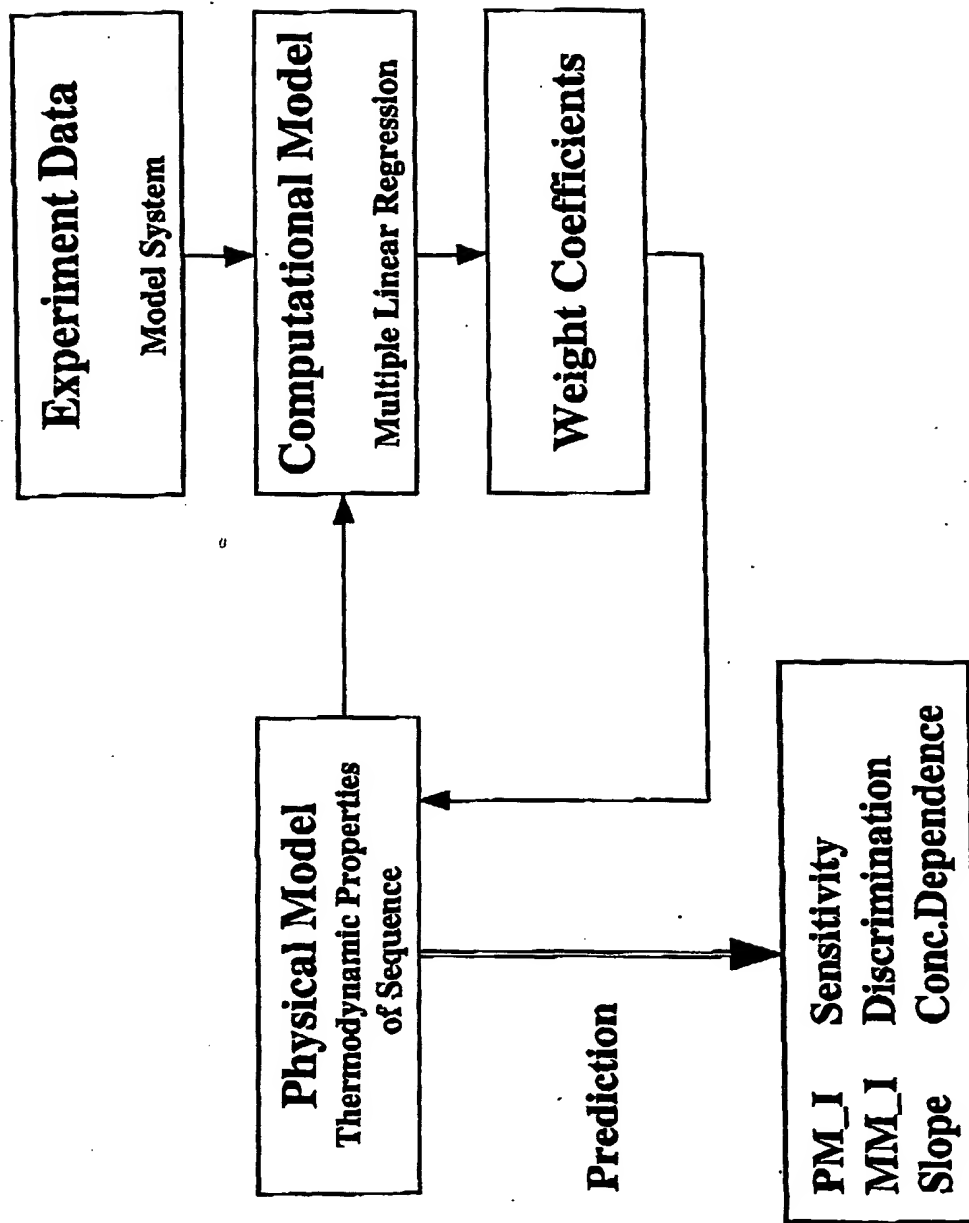 Experiment Data
Model System
Computational Model
Multiple Linear Regression
Weight Coefficients
Physical Model
Thermodynamic Properties
of Sequence
Prediction
PM_I Sensitivity
MM_I Discrimination
Slope Conc.Dependence